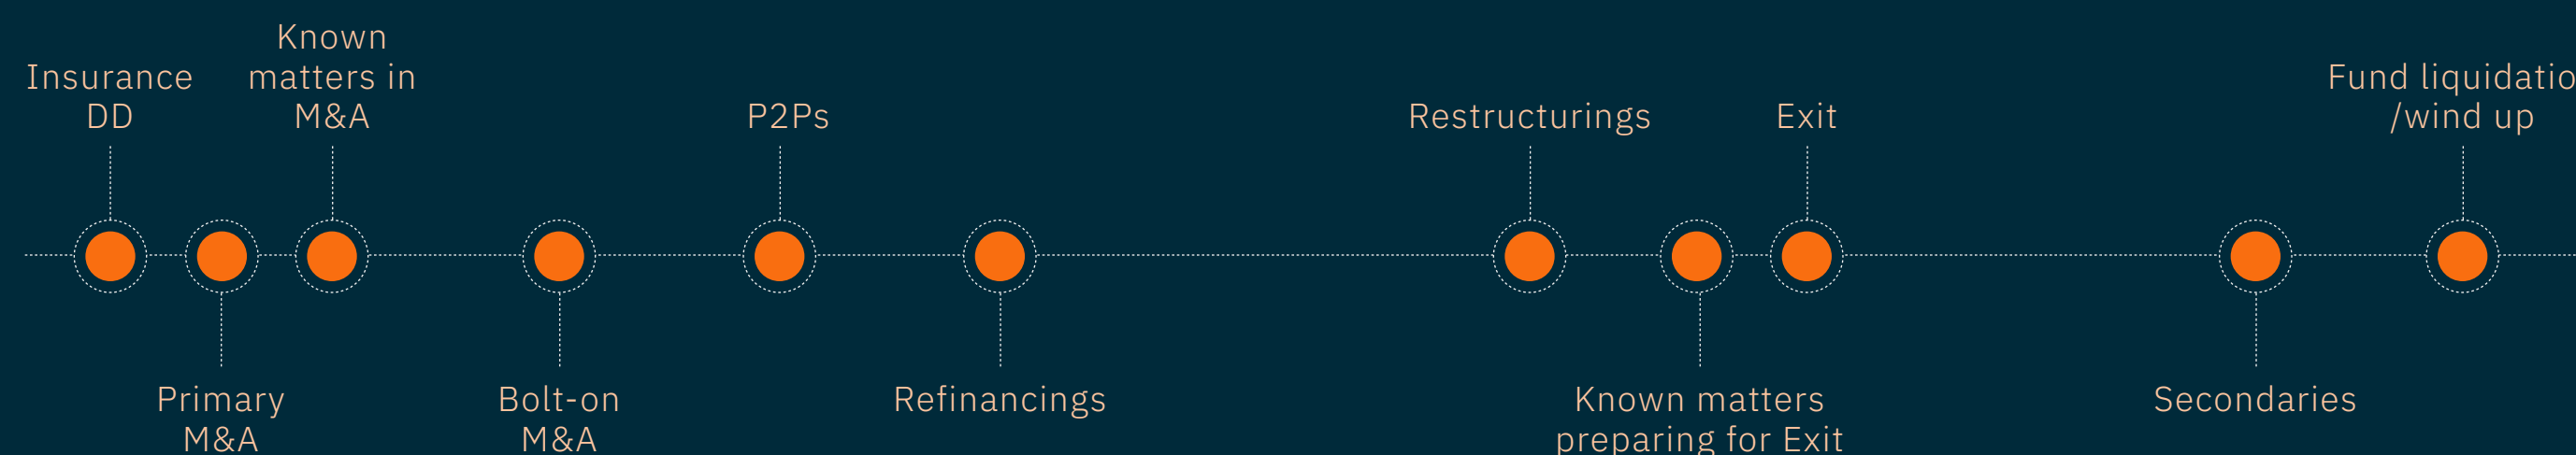 Insurance
DD
Primary
M&A
Known
matters in
M&A
Bolt-on
M&A
P2Ps
Refinancings
Restructurings
Known matters
preparing for Exit
Exit
Secondaries
Fund liquidatio
/wind up